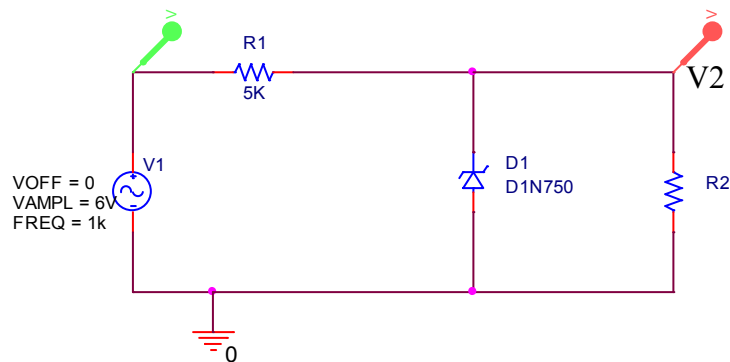 V
V
R1
5K
V2
V1
VOFF = 0
VAMPL = 6V
FREQ = 1k
D1
D1N750
R2
0